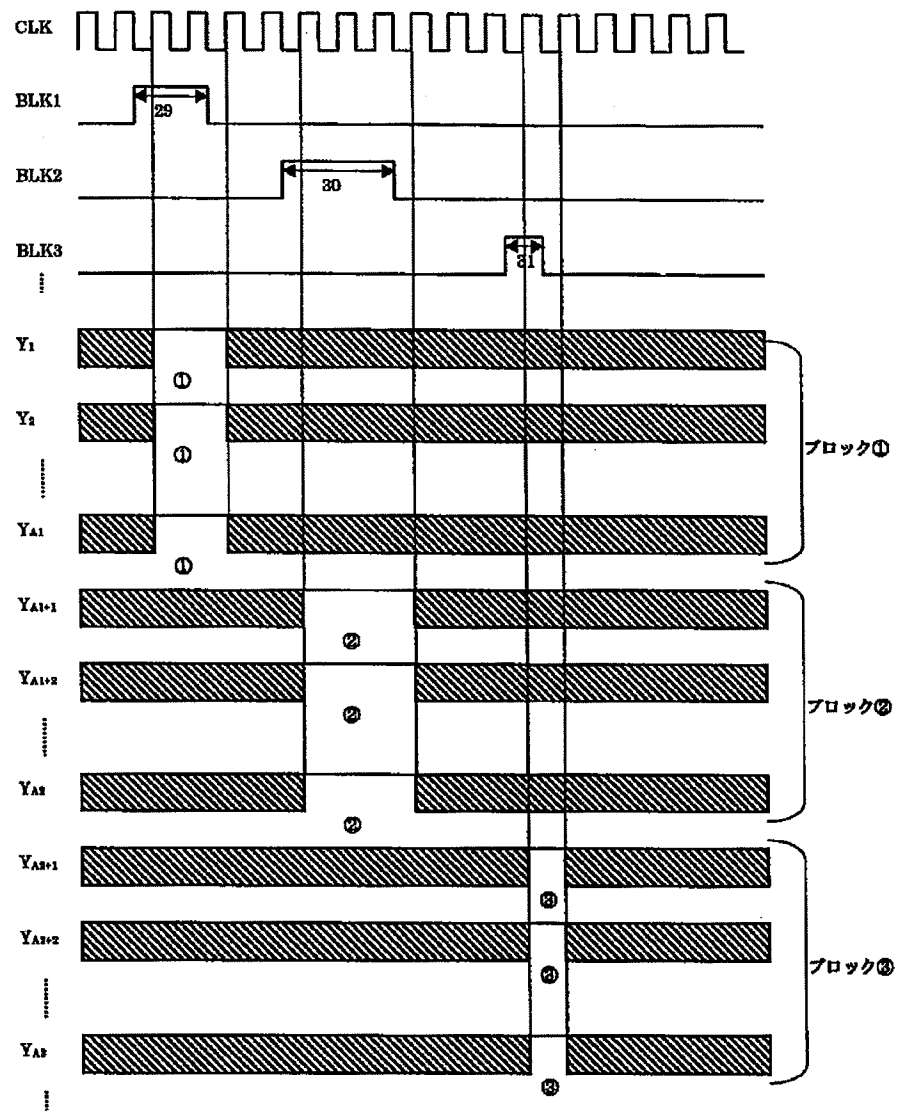 CLK
BLK1
29
BLK2
30
BLK3
31
Y1
①
Y2
①
ブロック①
YA1
①
YA1+1
②
YA1+2
②
ブロック②
YA2
②
YA2+1
③
YA2+2
③
ブロック③
YA3
③